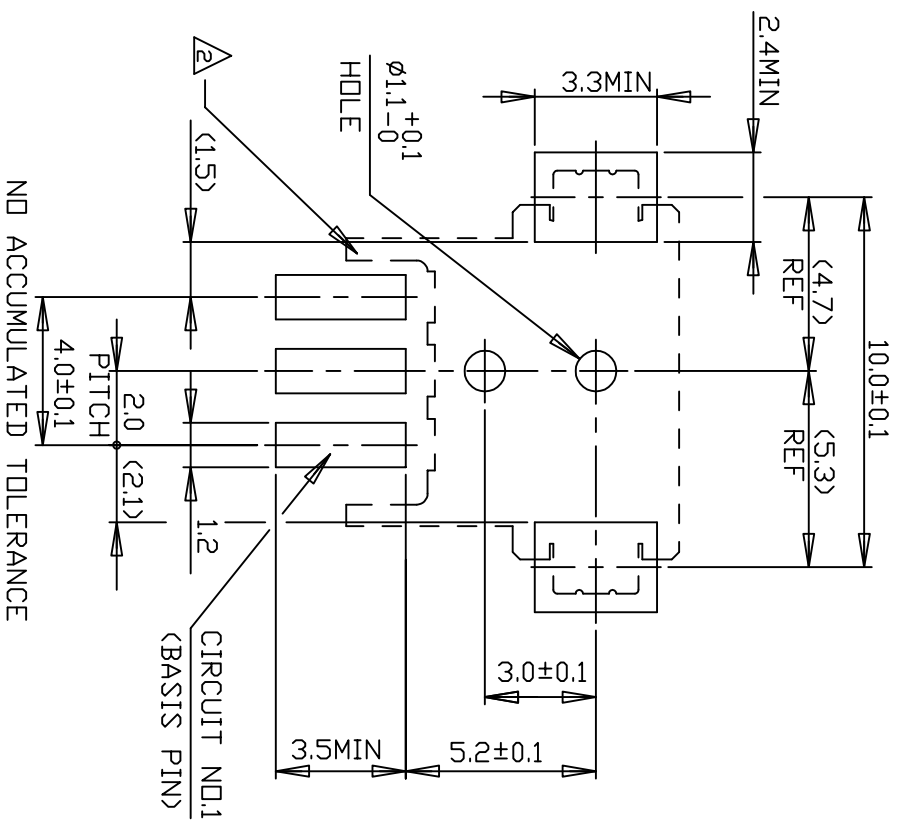 2.4MIN
3.3MIN
ø1.1 +0.1 -0
HOLE
2
(1.5)
(4.7)
REF
10.0±0.1
(5.3)
REF
NO ACCUMULATED TOLERANCE
4.0±0.1
PITCH
2.0
(2.1)
1.2
CIRCUIT NO.1
(BASIS PIN)
3.0±0.1
3.5MIN
5.2±0.1